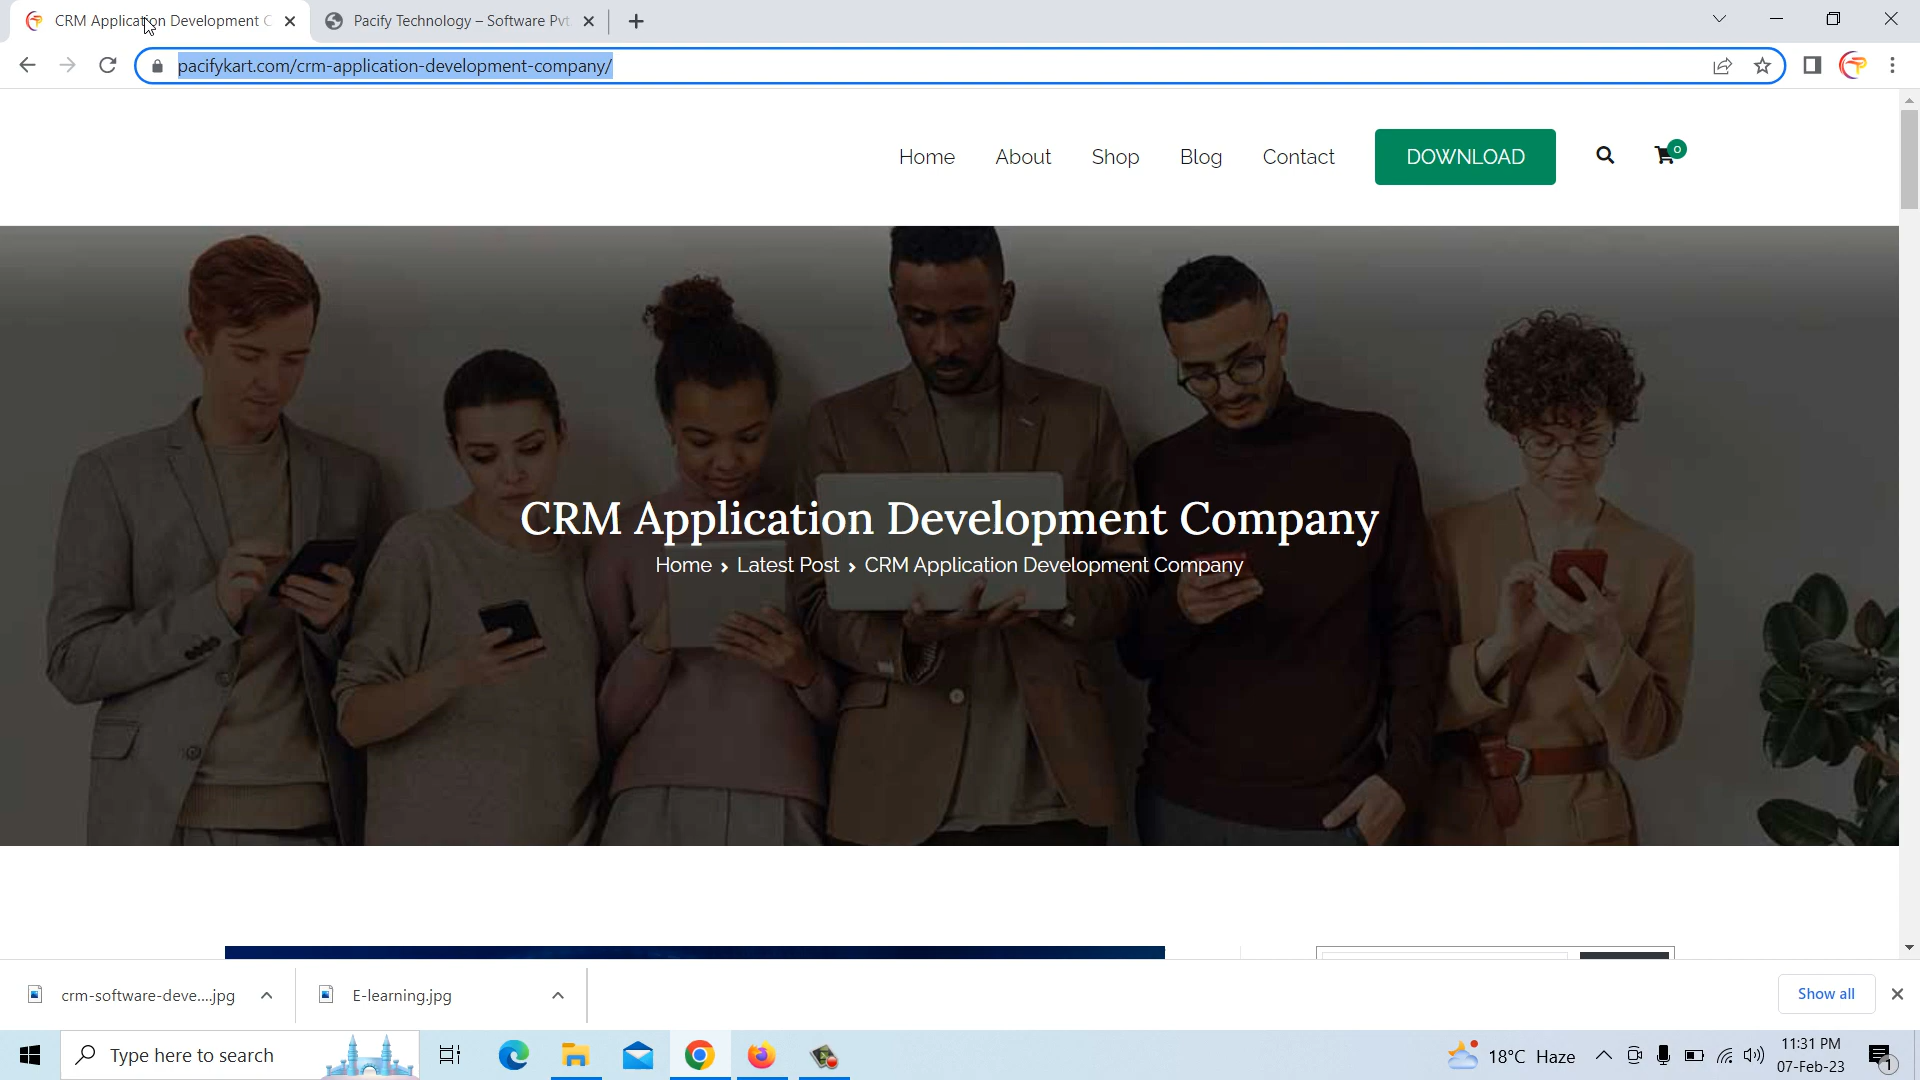 CRM Application Development C
Pacify Technology – Software Pvt.
pacifykart.com/crm-application-development-company/
Home
About
Shop
Blog
Contact
DOWNLOAD
0
CRM Application Development Company
Home › Latest Post › CRM Application Development Company
crm-software-deve....jpg
E-learning.jpg
Show all
Type here to search
18°C Haze
11:31 PM
07-Feb-23
1